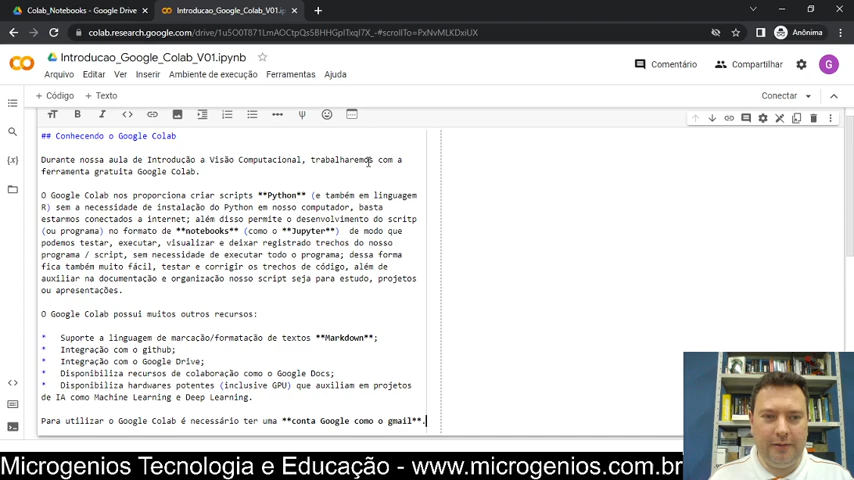 Colab_Notebooks - Google Drive
Introducao_Google_Colab_V01.ipynb
colab.research.google.com/drive/1u5O0T871LmAOCtpQs5BHHGpITxqI7X_-#scrollTo=PxNvMLDtxiUX
Anônima
Introducao_Google_Colab_V01.ipynb
Comentário
Compartilhar
G
Arquivo Editar Ver Inserir Ambiente de execução Ferramentas Ajuda
+ Código + Texto
Conectar
## Conhecendo o Google Colab
Durante nossa aula de Introdução a Visão Computacional, trabalharemos com a
ferramenta gratuita Google Colab.
O Google Colab nos proporciona criar scripts **Python** (e também em linguagem
R) sem a necessidade de instalação do Python em nosso computador, basta
estarmos conectados a internet; além disso permite o desenvolvimento do scritp
(ou programa) no formato de **notebooks** (como o **Jupyter**) de modo que
podemos testar, executar, visualizar e deixar registrado trechos do nosso
programa / script, sem necessidade de executar todo o programa; dessa forma
fica também muito fácil, testar e corrigir os trechos de código, além de
auxiliar na documentação e organização nosso script seja para estudo, projetos
ou apresentações.
O Google Colab possui muitos outros recursos:
* Suporte a linguagem de marcação/formatação de textos **Markdown**;
* Integração com o github;
* Integração com o Google Drive;
* Disponibiliza recursos de colaboração como o Google Docs;
* Disponibiliza hardwares potentes (inclusive GPU) que auxiliam em projetos
de IA como Machine Learning e Deep Learning.
Para utilizar o Google Colab é necessário ter uma **conta Google como o gmail**.
Microgenios Tecnologia e Educação - www.microgenios.com.br